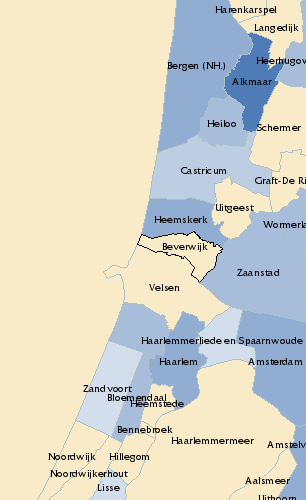 Harenkarspel
Langedijk
Bergen (NH.)
Heerhugov
Alkmaar
Heiloo
Schermer
Castricum
Graft-De Ri
Uitgeest
Heemskerk
Wormerla
Beverwijk
Zaanstad
Velsen
Haarlemmerliede en Spaarnwoude
Haarlem
Amsterdam
Zandvoort
Bloemendaal
Heemstede
Bennebroek
Haarlemmermeer
Amstelv
Noordwijk
Hillegom
Noordwijkerhout
Aalsmeer
Lisse
Uithoorn